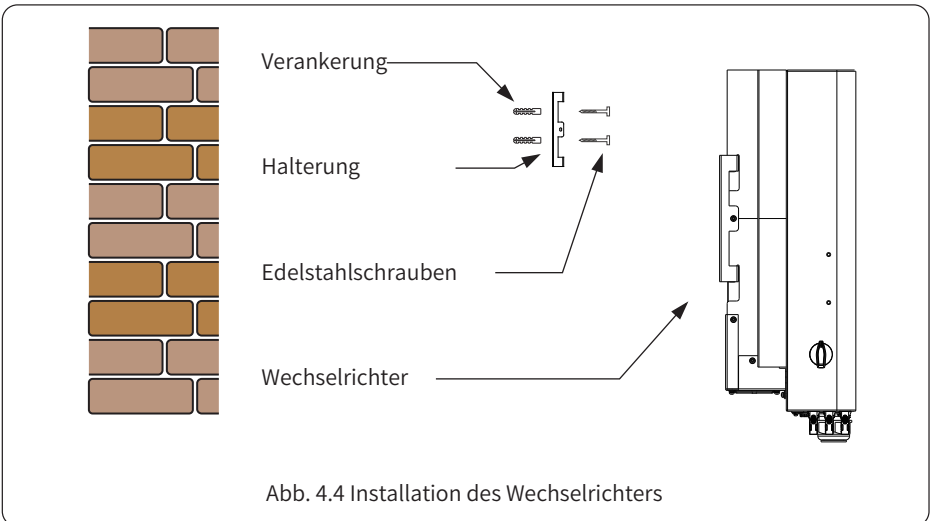 Verankerung
Halterung
Edelstahlschrauben
Wechselrichter
Abb. 4.4 Installation des Wechselrichters